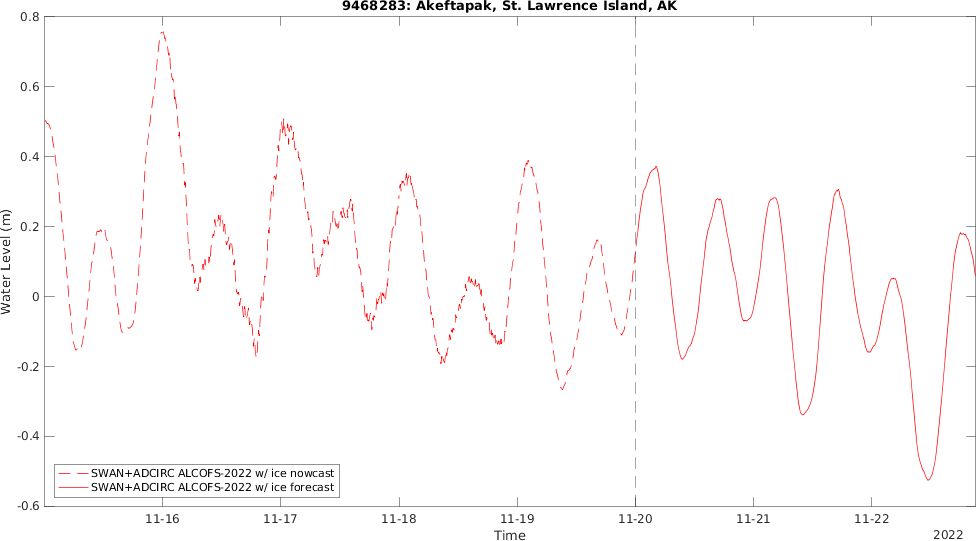 9468283: Akeftapak, St. Lawrence Island, AK
Water Level (m)
0.8
0.6
0.4
0.2
0
-0.2
-0.4
-0.6
SWAN+ADCIRC ALCOFS-2022 w/ ice nowcast
SWAN+ADCIRC ALCOFS-2022 w/ ice forecast
11-16 11-17 11-18 11-19 11-20 11-21 11-22
Time
2022